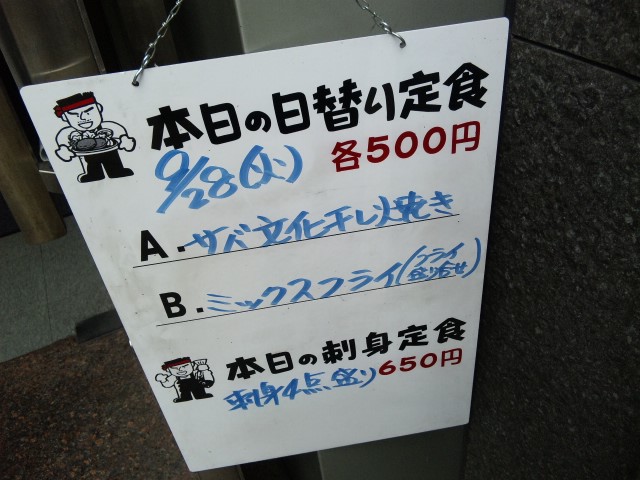 本日の日替り定食
9/28(火) 各500円
A.サバ文化干し焼き
B.ミックスフライ(フライ盛り合せ)
本日の刺身定食
刺身4点盛り 650円